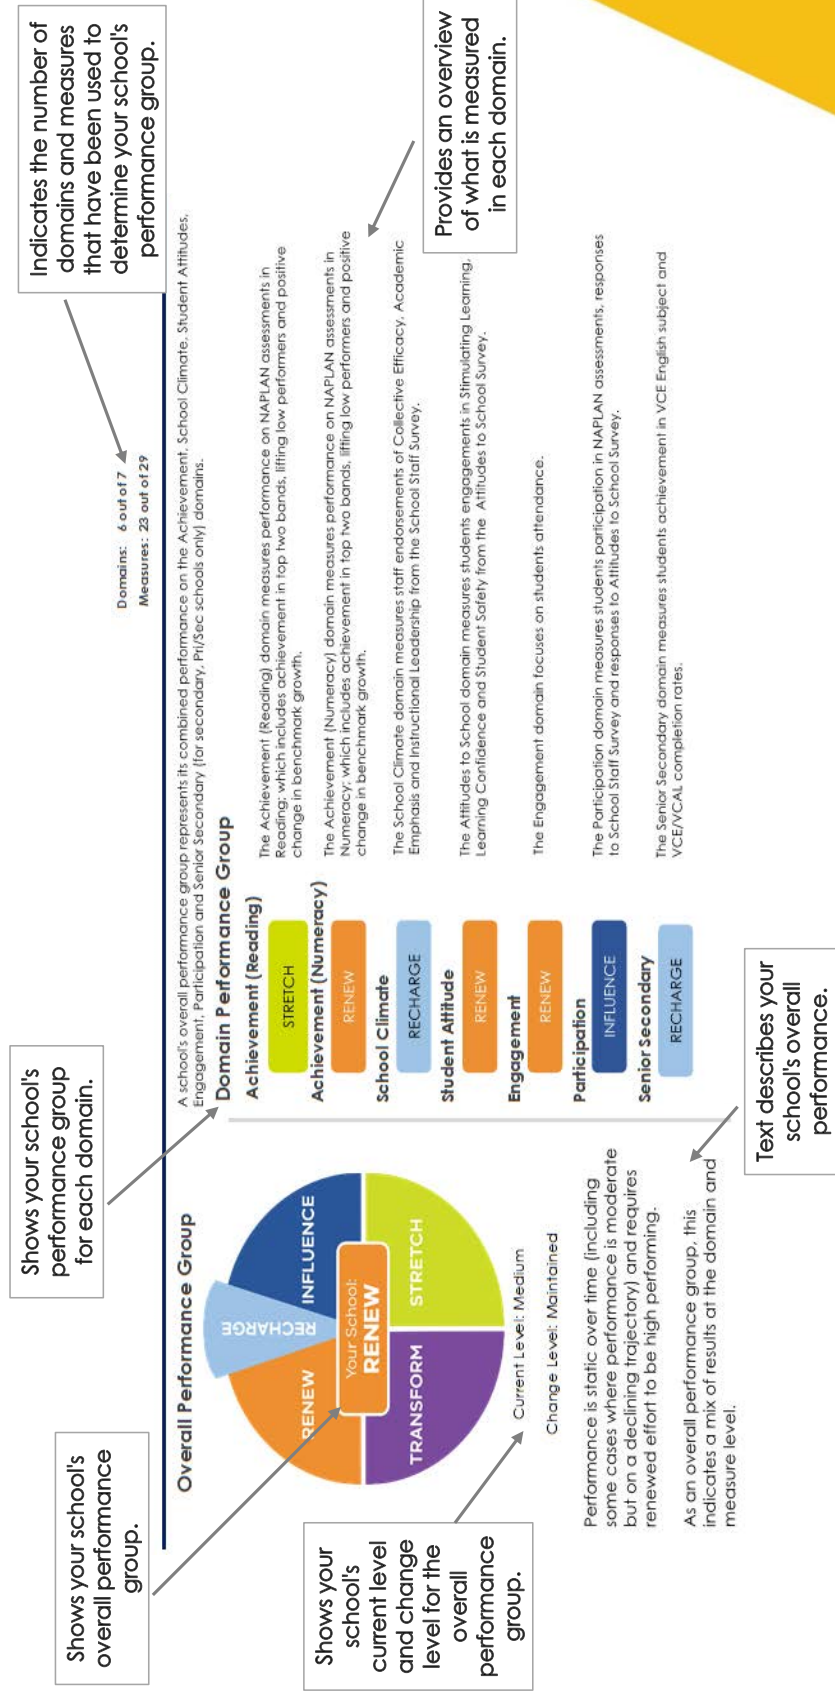 Shows your school's
overall performance
group.
Shows your school's
performance group
for each domain.
Indicates the number of
domains and measures
that have been used to
determine your school's
performance group.
Domains: 6 out of 7
Measures: 23 out of 29
Overall Performance Group
RENEW
RECHARGE
INFLUENCE
Your School:
RENEW
TRANSFORM
STRETCH
Current Level: Medium
Change Level: Maintained
Performance is static over time (including
some cases where performance is moderate
but on a declining trajectory) and requires
renewed effort to be high performing.
As an overall performance group, this
indicates a mix of results at the domain and
measure level.
Shows your
school's
current level
and change
level for the
overall
performance
group.
A school's overall performance group represents its combined performance on the Achievement, School Climate, Student Attitudes,
Engagement, Participation and Senior Secondary (for secondary, Pri/Sec schools only) domains.
Domain Performance Group
Achievement (Reading)
STRETCH
The Achievement (Reading) domain measures performance on NAPLAN assessments in
Reading; which includes achievement in top two bands, lifting low performers and positive
change in benchmark growth.
Achievement (Numeracy)
RENEW
The Achievement (Numeracy) domain measures performance on NAPLAN assessments in
Numeracy; which includes achievement in top two bands, lifting low performers and positive
change in benchmark growth.
School Climate
RECHARGE
The School Climate domain measures staff endorsements of Collective Efficacy, Academic
Emphasis and Instructional Leadership from the School Staff Survey.
Student Attitude
RENEW
The Attitudes to School domain measures students engagements in Stimulating Learning,
Learning Confidence and Student Safety from the Attitudes to School Survey.
Engagement
RENEW
The Engagement domain focuses on students attendance.
Participation
INFLUENCE
The Participation domain measures students participation in NAPLAN assessments, responses
to School Staff Survey and responses to Attitudes to School Survey.
Senior Secondary
RECHARGE
The Senior Secondary domain measures students achievement in VCE English subject and
VCE/VCAL completion rates.
Provides an overview
of what is measured
in each domain.
Text describes your
school's overall
performance.